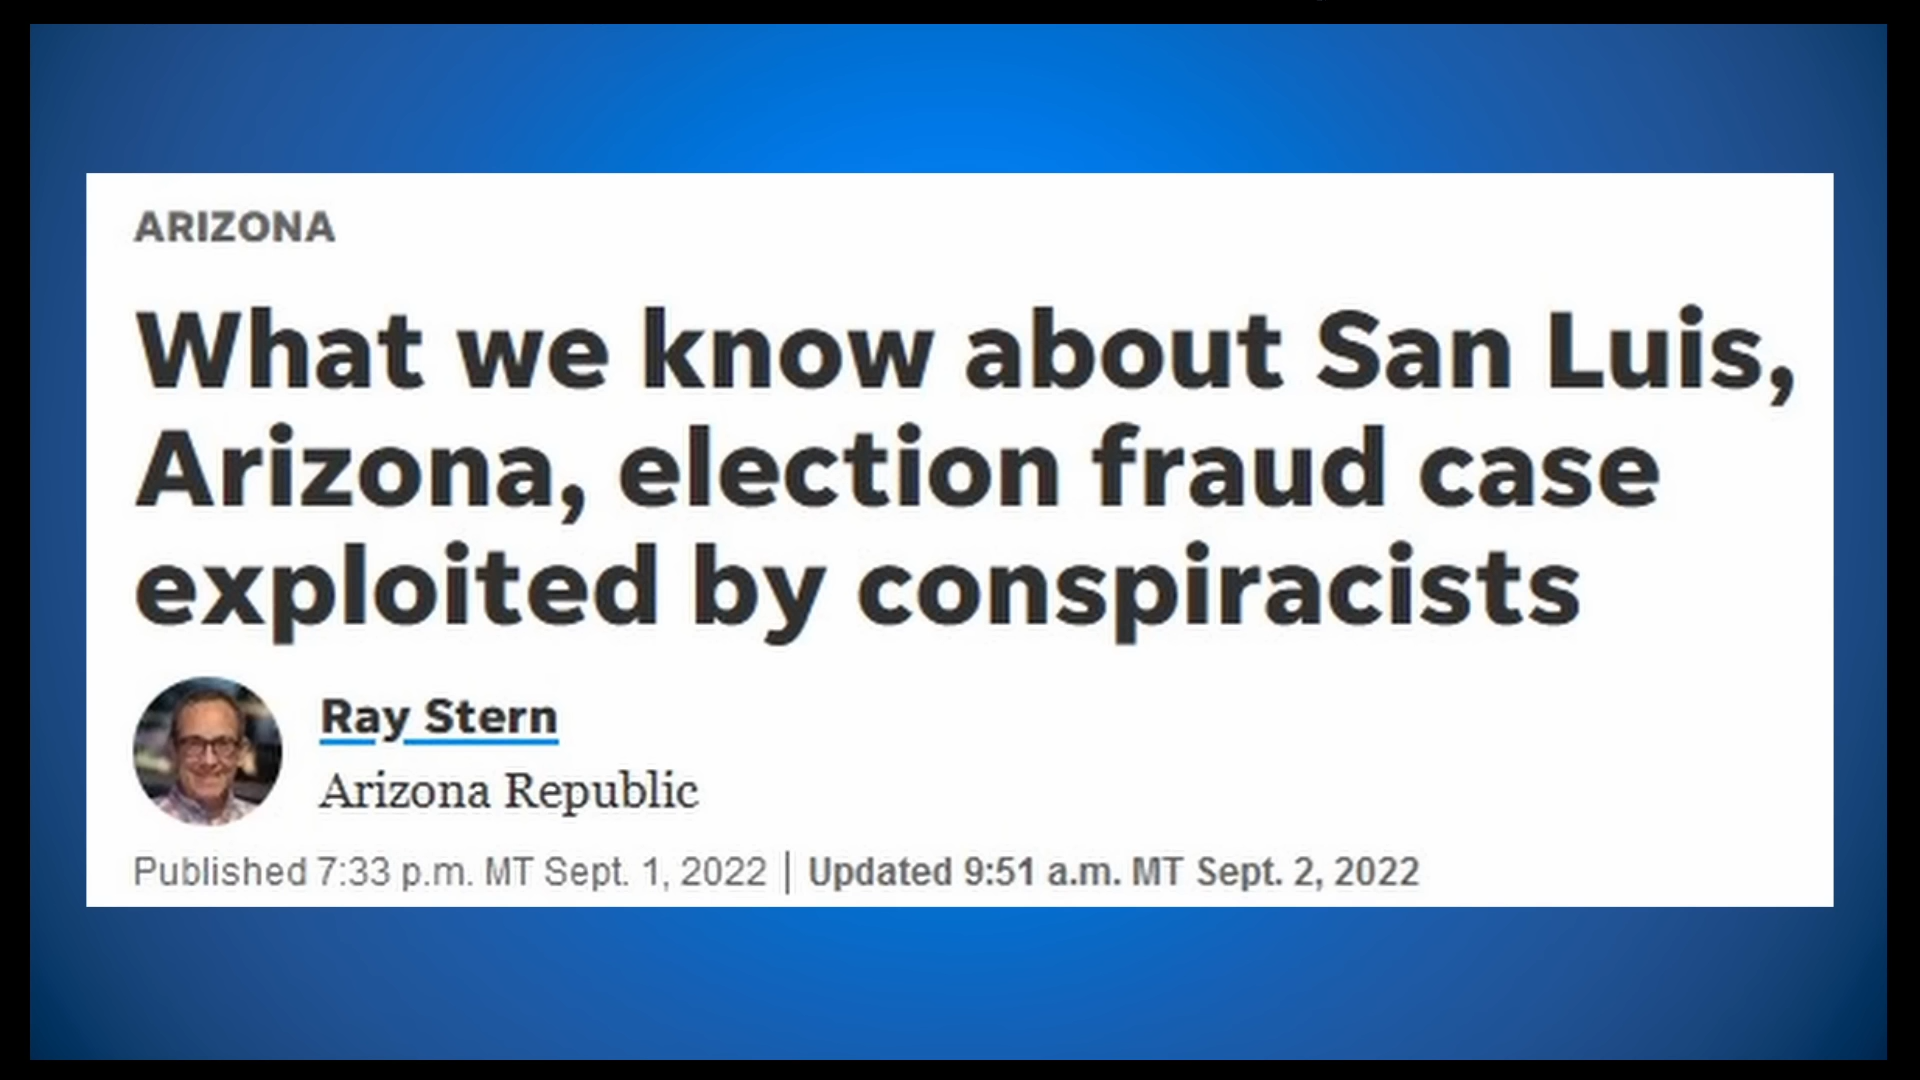 ARIZONA
What we know about San Luis,
Arizona, election fraud case
exploited by conspiracists
Ray Stern
Arizona Republic
Published 7:33 p.m. MT Sept. 1, 2022 | Updated 9:51 a.m. MT Sept. 2, 2022